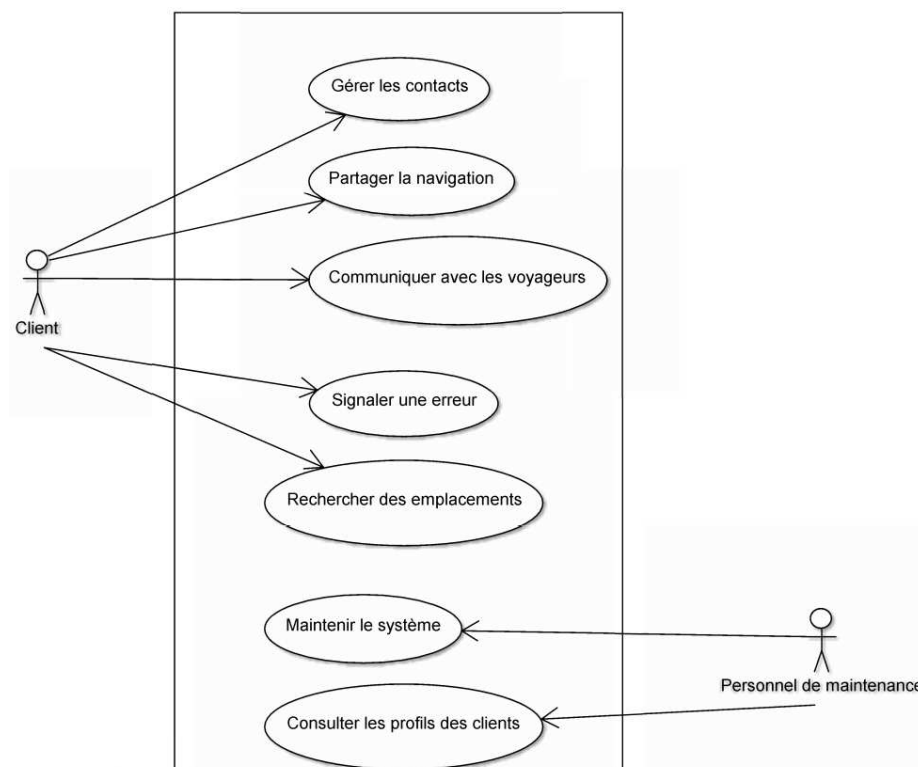 Gérer les contacts
Partager la navigation
Communiquer avec les voyageurs
Client
Signaler une erreur
Rechercher des emplacements
Maintenir le système
Personnel de maintenance
Consulter les profils des clients